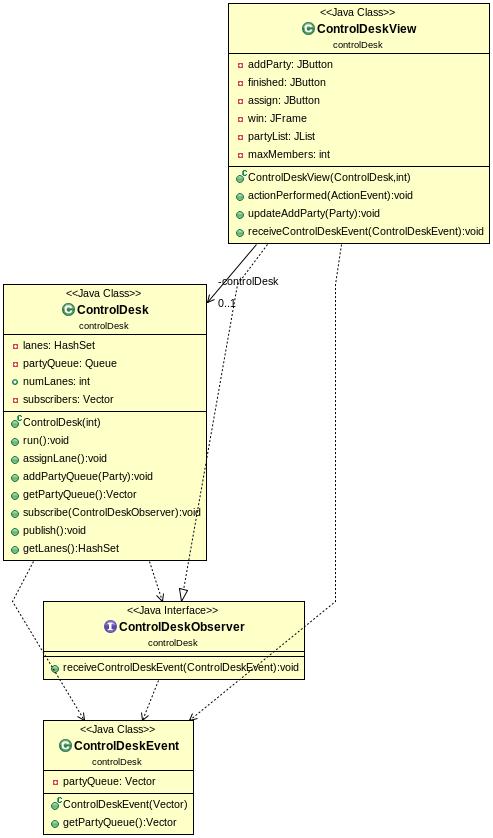 <<Java Class>>
ControlDeskView
controlDesk
addParty: JButton
finished: JButton
assign: JButton
win: JFrame
partyList: JList
maxMembers: int
ControlDeskView(ControlDesk,int)
actionPerformed(ActionEvent):void
updateAddParty(Party):void
receiveControlDeskEvent(ControlDeskEvent):void
-controlDesk
0..1
<<Java Class>>
ControlDesk
controlDesk
lanes: HashSet
partyQueue: Queue
numLanes: int
subscribers: Vector
ControlDesk(int)
run():void
assignLane():void
addPartyQueue(Party):void
getPartyQueue():Vector
subscribe(ControlDeskObserver):void
publish():void
getLanes():HashSet
<<Java Interface>>
ControlDeskObserver
controlDesk
receiveControlDeskEvent(ControlDeskEvent):void
<<Java Class>>
ControlDeskEvent
controlDesk
partyQueue: Vector
ControlDeskEvent(Vector)
getPartyQueue():Vector